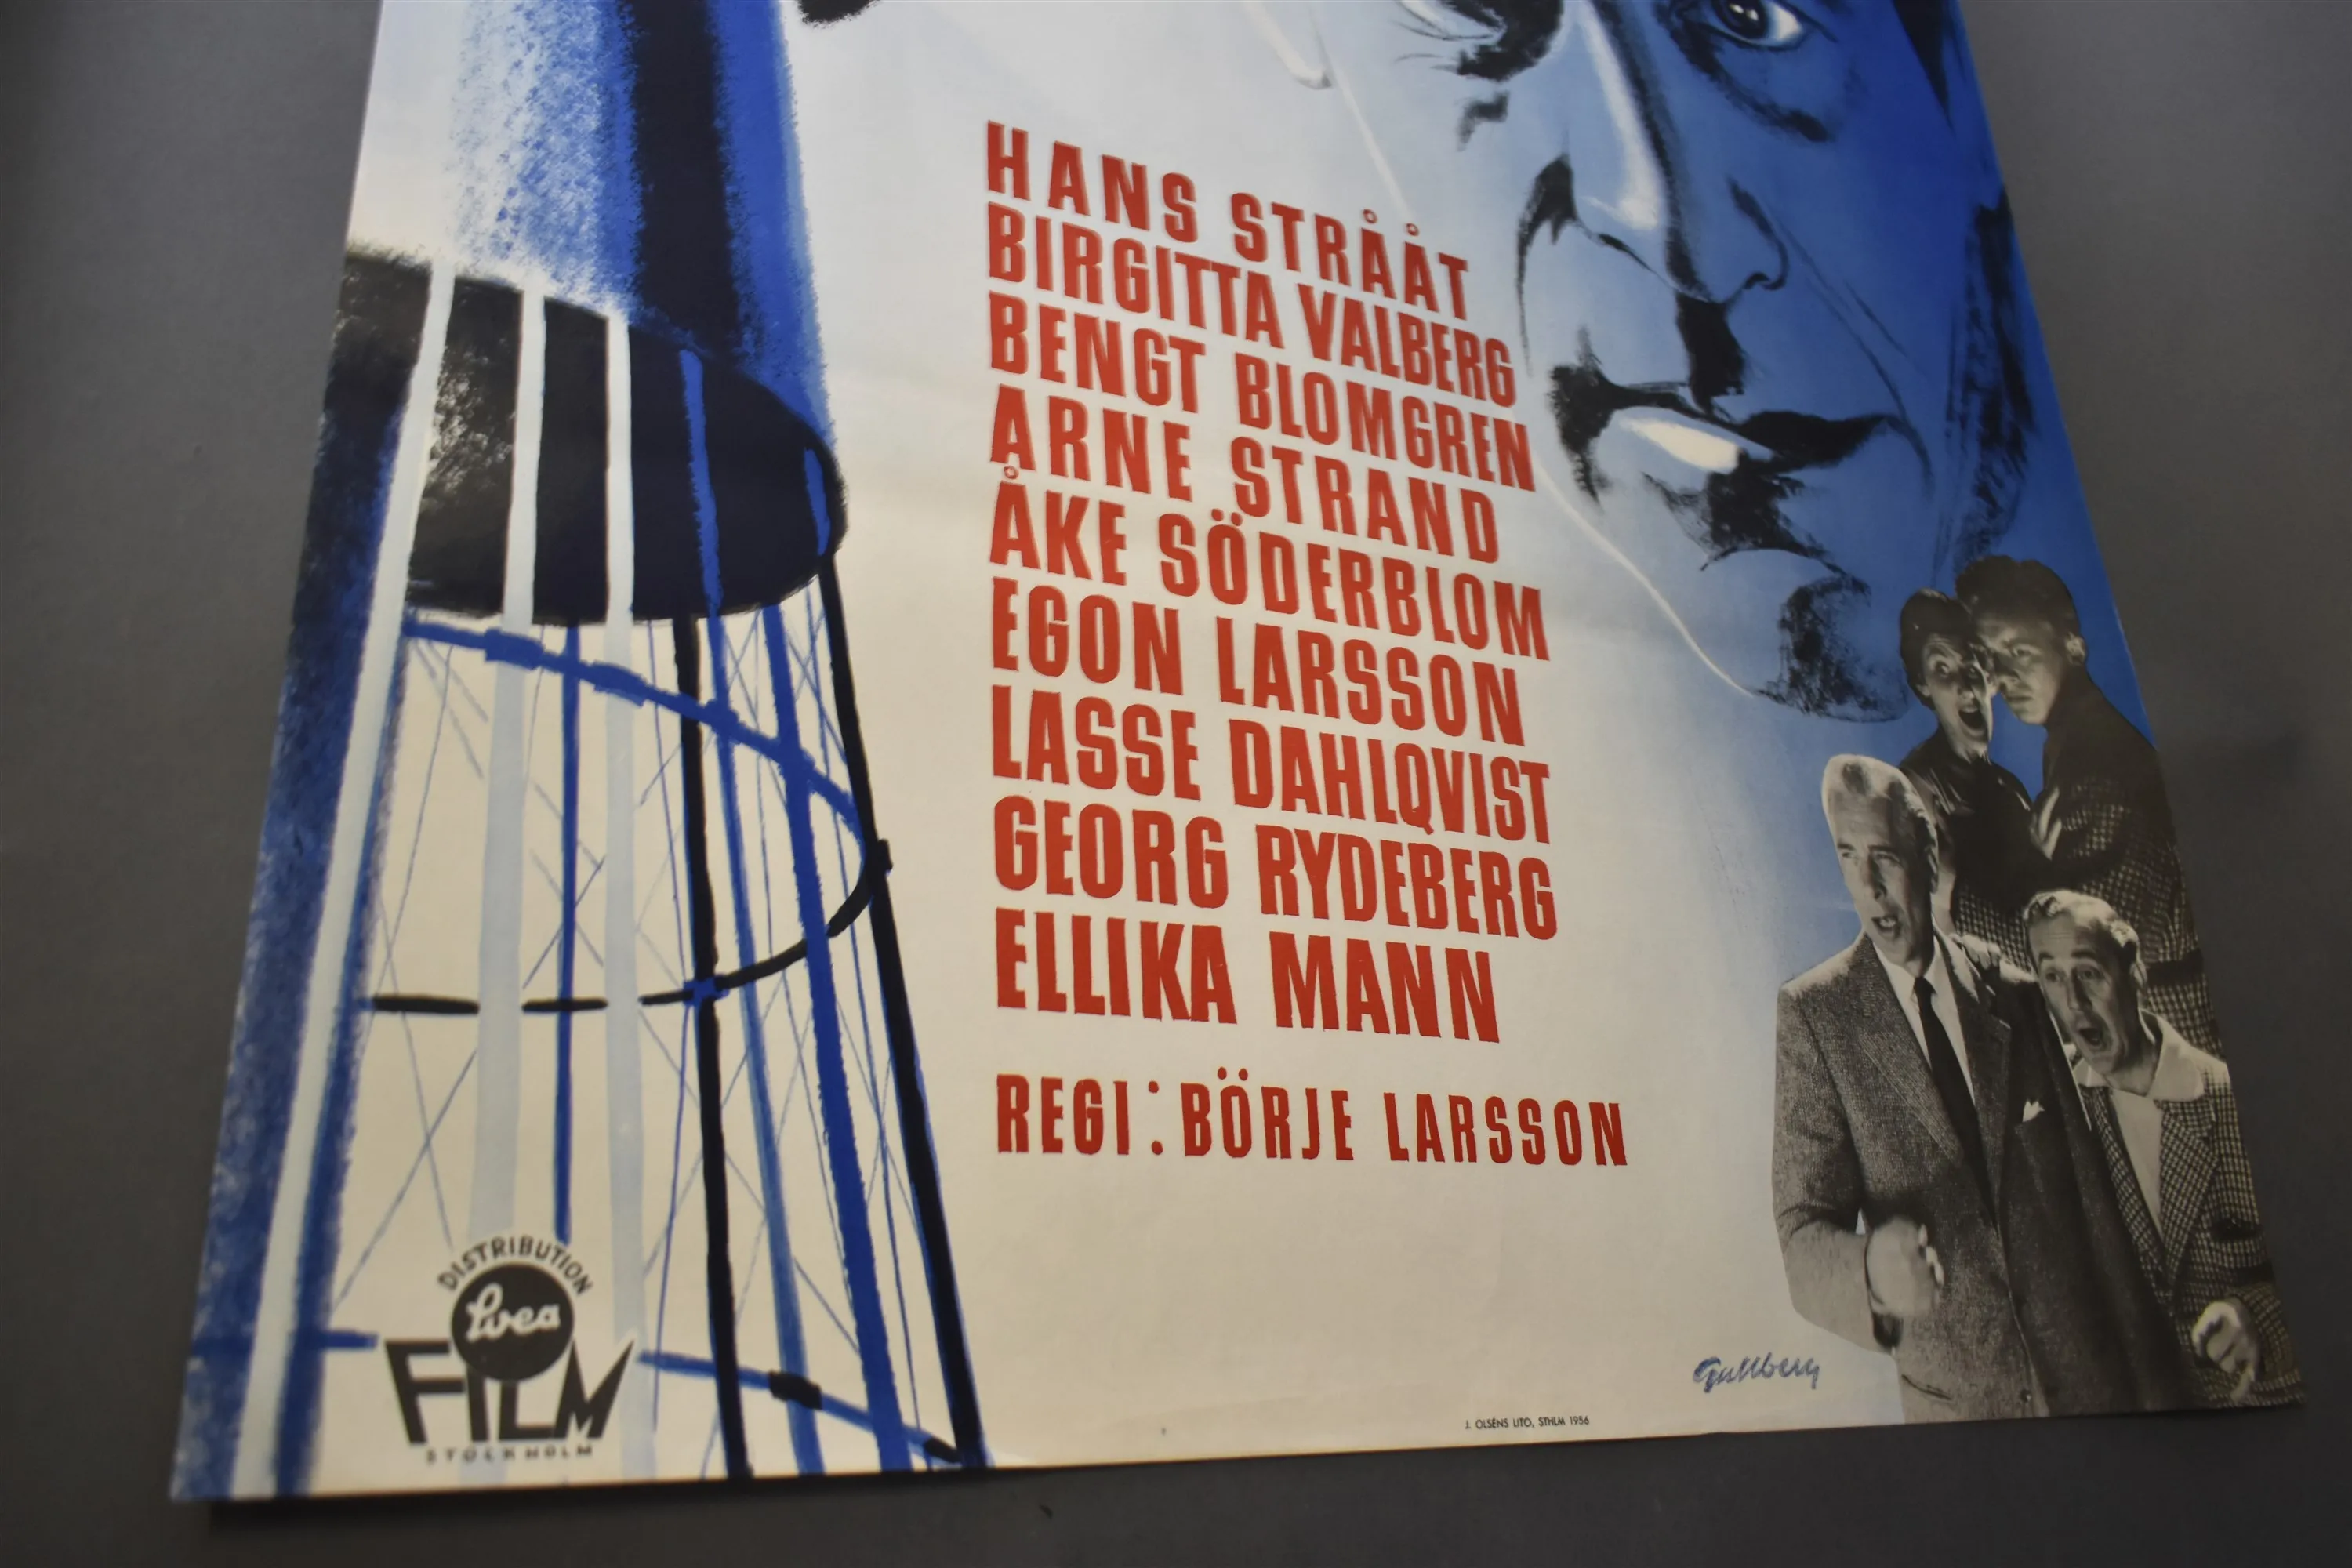 HANS STRÅÅT
BIRGITTA VALBERG
BENGT BLOMGREN
ARNE STRAND
ÅKE SÖDERBLOM
EGON LARSSON
LASSE DAHLQVIST
GEORG RYDEBERG
ELLIKA MANN
REGI: BÖRJE LARSSON
DISTRIBUTION
Svea
FILM
STOCKHOLM
Gullberg
J. OLSÉNS LITO, STHLM 1956